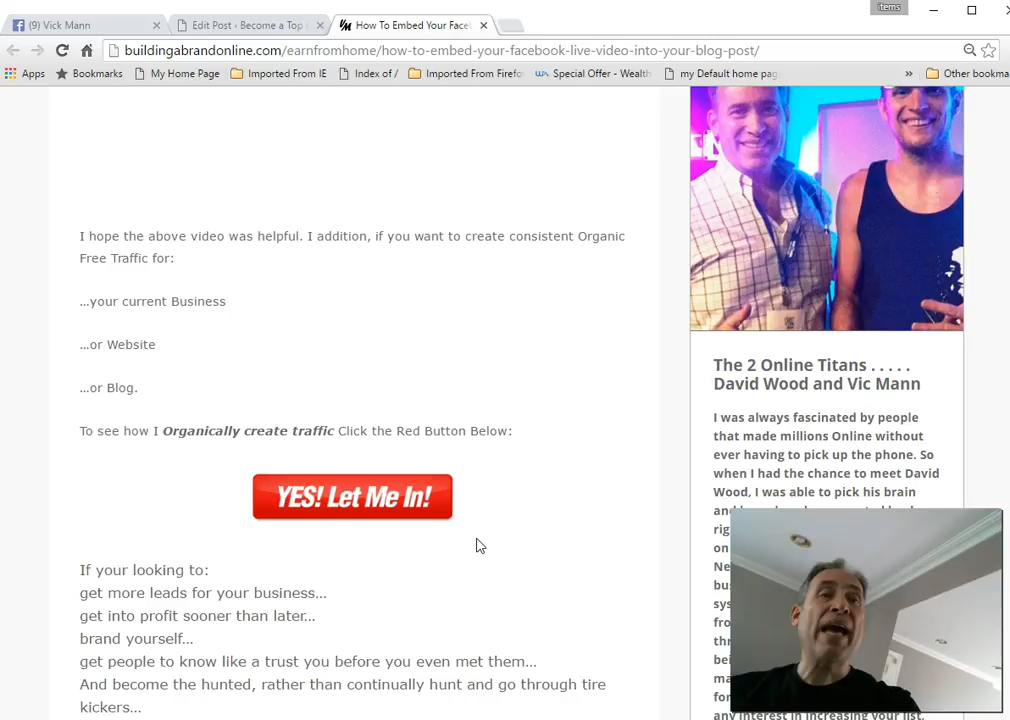 items
(9) Vick Mann
Edit Post ‹ Become a Top
How To Embed Your Face
buildingabrandonline.com/earnfromhome/how-to-embed-your-facebook-live-video-into-your-blog-post/
Apps Bookmarks My Home Page Imported From IE Index of / Imported From Firefo Special Offer - Wealth my Default home pag » Other bookma
I hope the above video was helpful. I addition, if you want to create consistent Organic
Free Traffic for:
…your current Business
…or Website
…or Blog.
To see how I Organically create traffic Click the Red Button Below:
YES! Let Me In!
If your looking to:
get more leads for your business…
get into profit sooner than later…
brand yourself…
get people to know like a trust you before you even met them…
And become the hunted, rather than continually hunt and go through tire
kickers…
The 2 Online Titans . . . . .
David Wood and Vic Mann
I was always fascinated by people
that made millions Online without
ever having to pick up the phone. So
when I had the chance to meet David
Wood, I was able to pick his brain
any interest in increasing your list,